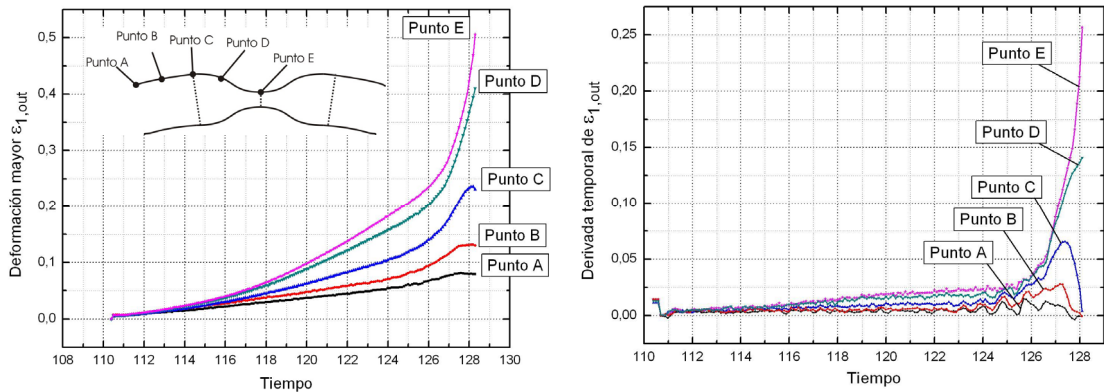 Deformación mayor ε1,out
0,5
0,4
0,3
0,2
0,1
0,0
Punto A
Punto B
Punto C
Punto D
Punto E
Punto E
Punto D
Punto C
Punto B
Punto A
108 110 112 114 116 118 120 122 124 126 128 130
Tiempo
Derivada temporal de ε1,out
0,25
0,20
0,15
0,10
0,05
0,00
Punto E
Punto D
Punto C
Punto B
Punto A
110 112 114 116 118 120 122 124 126 128
Tiempo